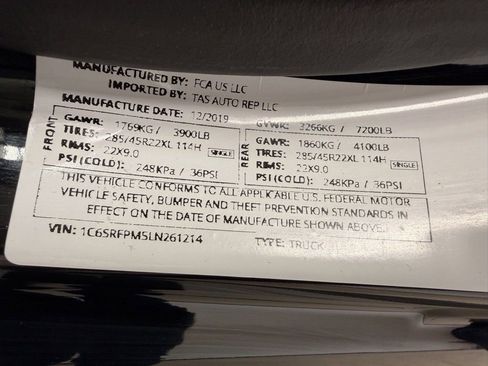 MANUFACTURED BY: FCA US LLC
IMPORTED BY: TAS AUTO REP LLC
MANUFACTURE DATE: 12/2019 GVWR: 3266KG / 7200LB
FRONT
GAWR: 1769KG / 3900LB
TIRES: 285/45R22XL 114H
RIMS: 22X9.0 SINGLE
PSI(COLD): 248KPA / 36PSI
REAR
GAWR: 1860KG / 4100LB
TIRES: 285/45R22XL 114H
RIMS: 22X9.0 SINGLE
PSI(COLD): 248KPa / 36PSI
THIS VEHICLE CONFORMS TO ALL APPLICABLE U.S. FEDERAL MOTOR
VEHICLE SAFETY, BUMPER AND THEFT PREVENTION STANDARDS IN
EFFECT ON THE DATE OF MANUFACTURE SHOWN ABOVE.
VIN: 1C6SRFPM5LN261214 TYPE: TRUCK